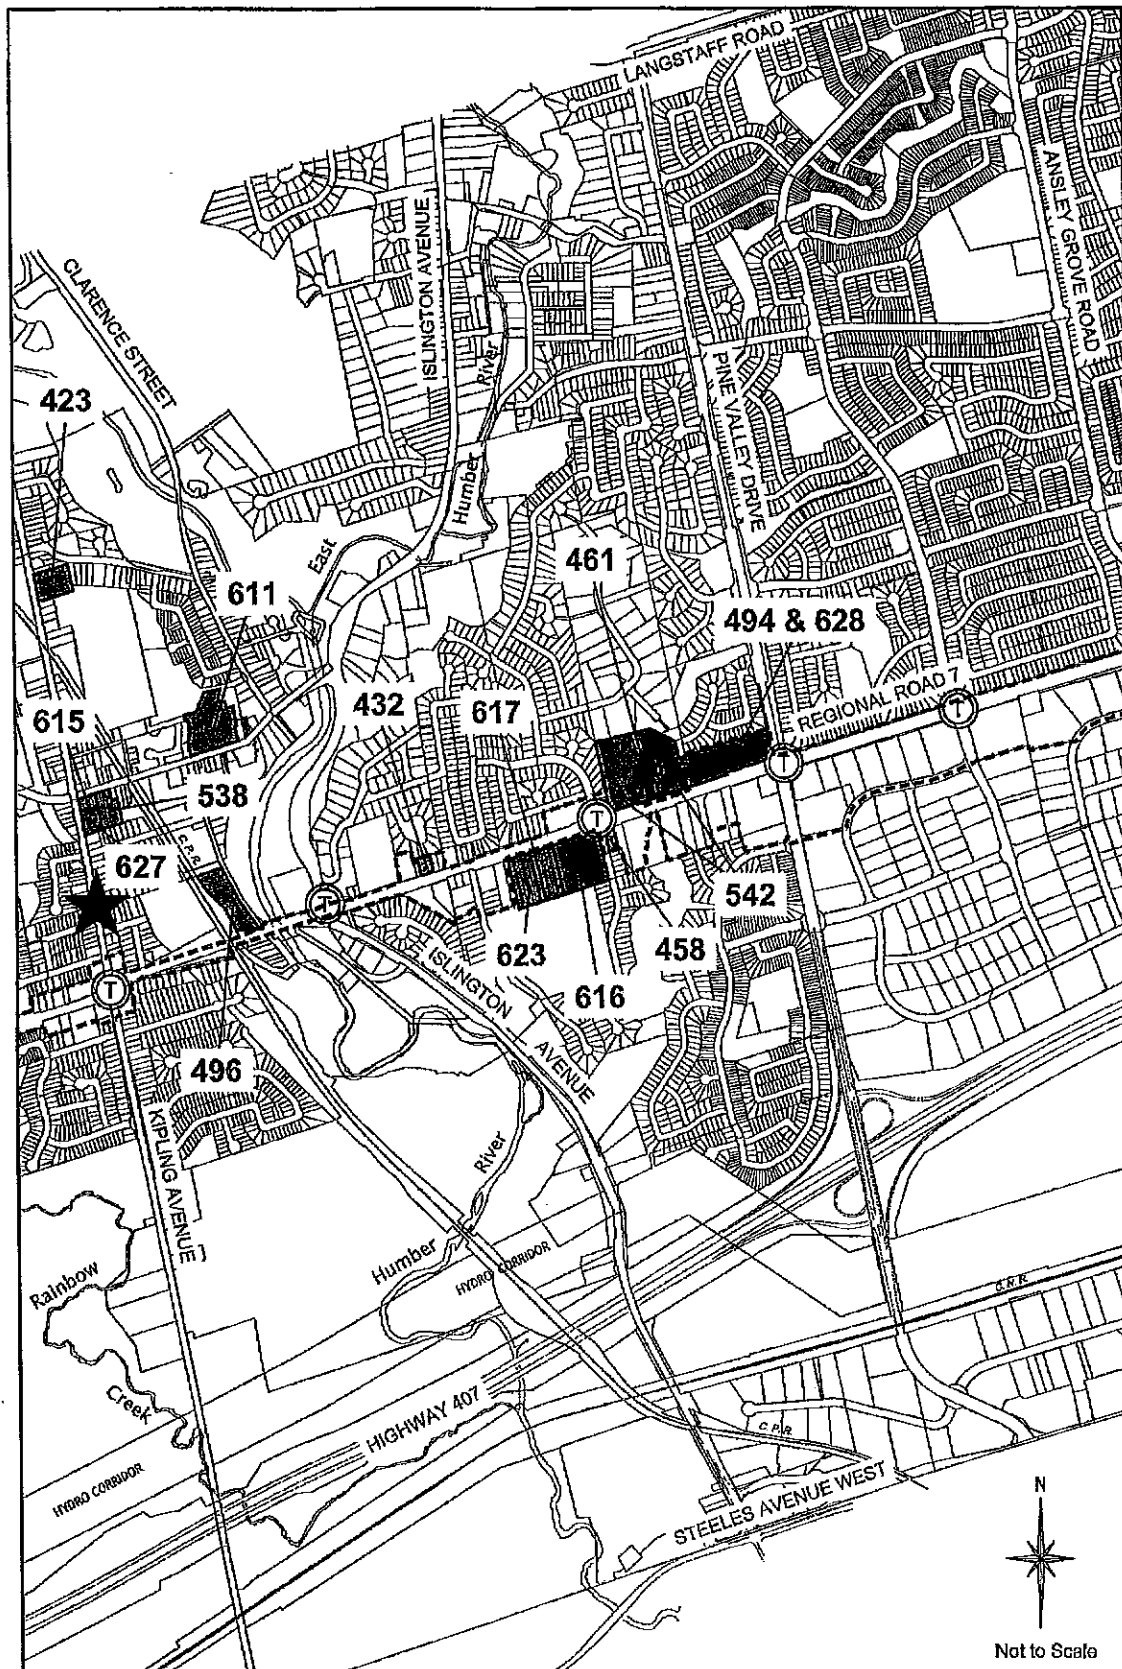 LANGSTAFF ROAD
ANSLEY GROVE ROAD
ISLINGTON AVENUE
CLARENCE STREET
River
PINE VALLEY DRIVE
423
Humber
East
461
611
494 & 628
432
617
REGIONAL ROAD 7
615
T
538
T
C.P.R.
T
627
T
542
ISLINGTON AVENUE
623
458
T
616
496
KIPLING AVENUE
River
Rainbow
Humber
HYDRO CORRIDOR
C.N.R.
Creek
HIGHWAY 407
C.P.R.
HYDRO CORRIDOR
STEELES AVENUE WEST
N
Not to Scale